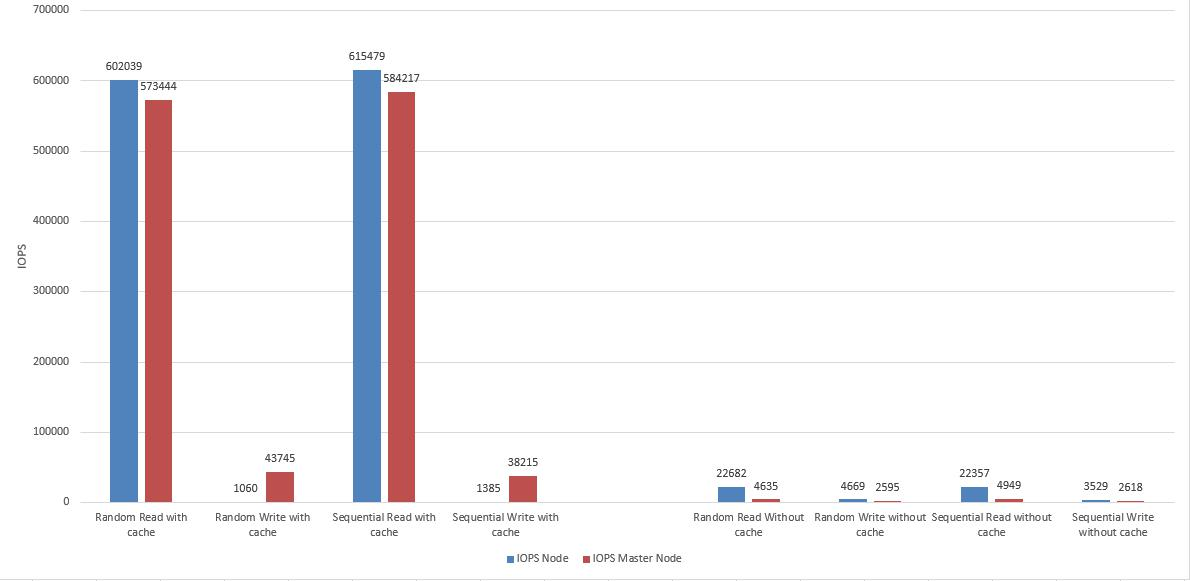 700000
600000
500000
400000
300000
200000
100000
0
IOPS
602039
573444
1060
43745
615479
584217
1385
38215
22682
4635
4669
2595
22357
4949
3529
2618
Random Read with
cache
Random Write with
cache
Sequential Read with
cache
Sequential Write with
cache
Random Read Without
cache
Random Write without
cache
Sequential Read without
cache
Sequential Write
without cache
IOPS Node
IOPS Master Node